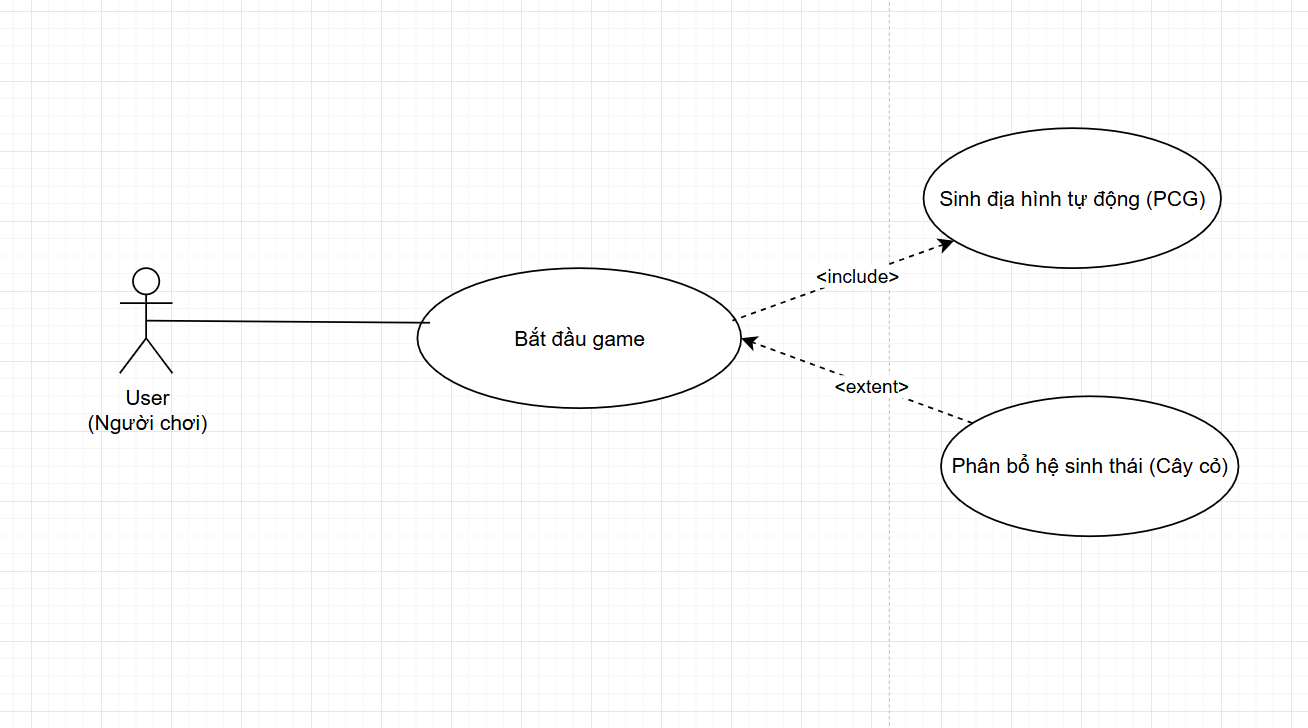 Sinh địa hình tự động (PCG)
<include>
Bắt đầu game
<extent>
User
(Người chơi)
Phân bổ hệ sinh thái (Cây cỏ)